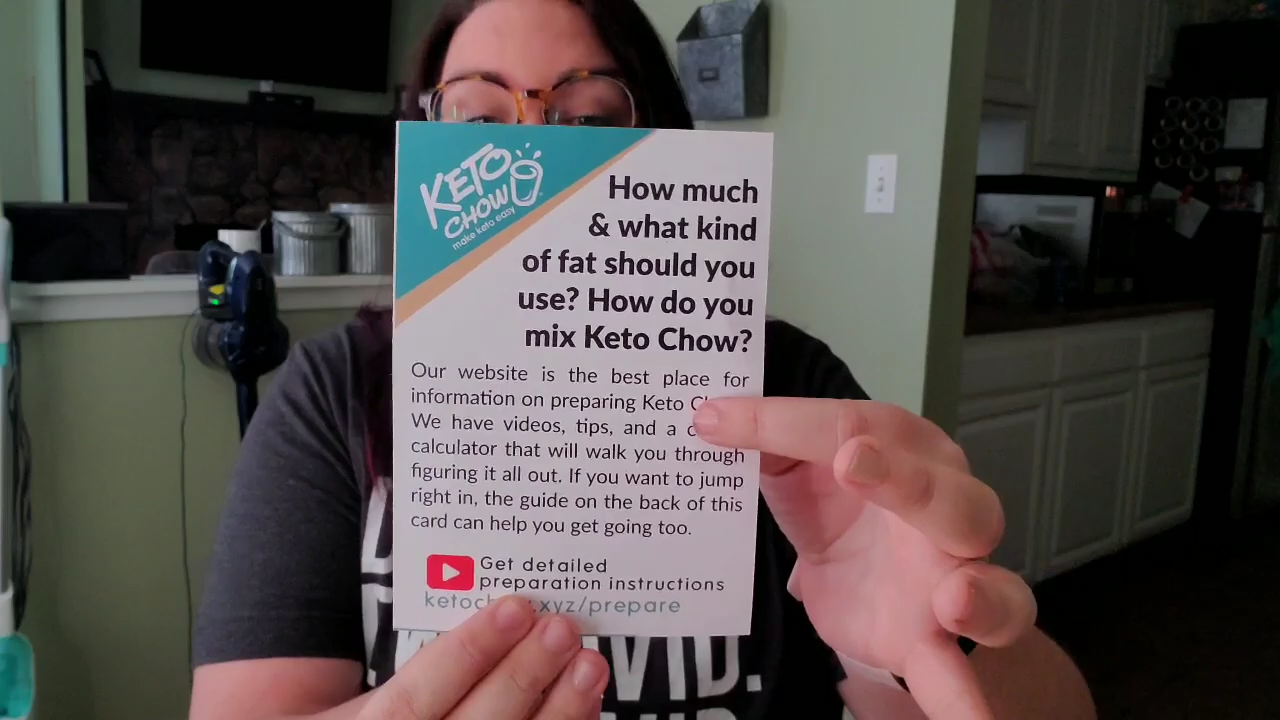 KETO
CHOW
make keto easy
How much
& what kind
of fat should you
use? How do you
mix Keto Chow?
Our website is the best place for
information on preparing Keto
We have videos, tips, and a
calculator that will walk you through
figuring it all out. If you want to jump
right in, the guide on the back of this
card can help you get going too.
Get detailed
preparation instructions
ketoch .xyz/prepare
VID.